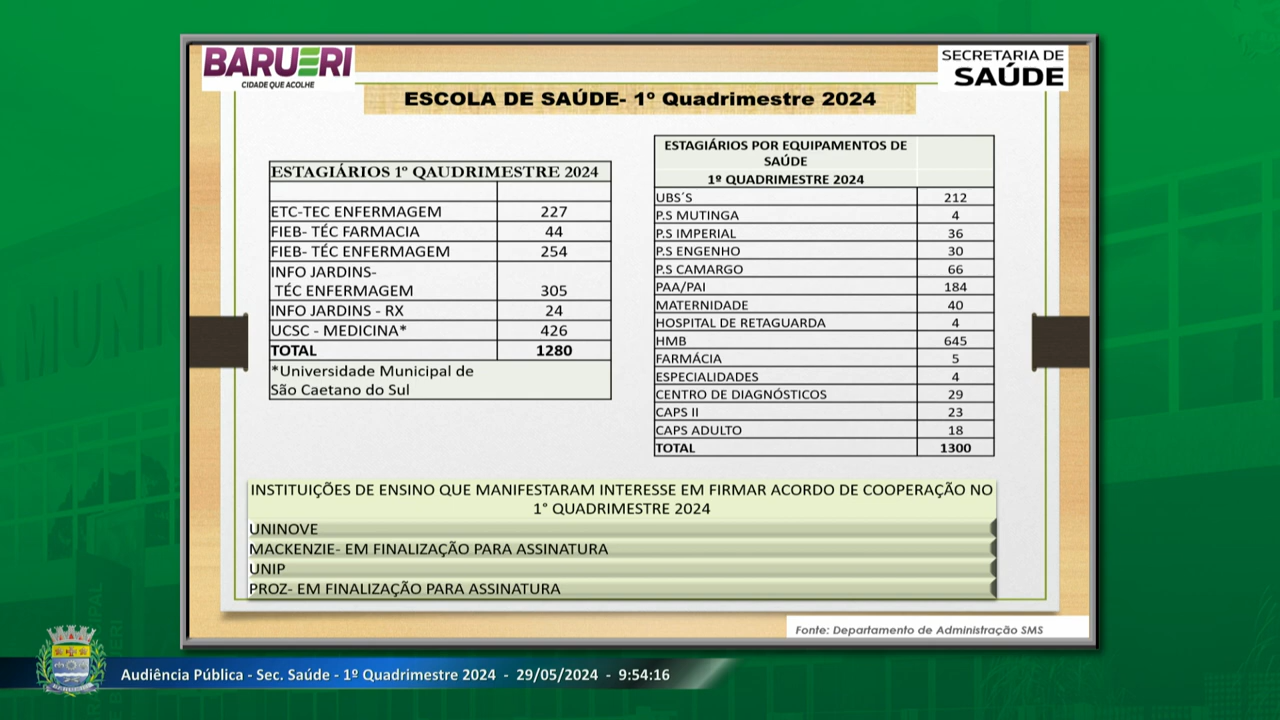 BARUERI
CIDADE QUE ACOLHE
SECRETARIA DE
SAÚDE
ESCOLA DE SAÚDE- 1º Quadrimestre 2024
ESTAGIÁRIOS 1º QAUDRIMESTRE 2024
ETC-TEC ENFERMAGEM 227
FIEB- TÉC FARMACIA 44
FIEB- TÉC ENFERMAGEM 254
INFO JARDINS-
TÉC ENFERMAGEM 305
INFO JARDINS - RX 24
UCSC - MEDICINA* 426
TOTAL 1280
*Universidade Municipal de
São Caetano do Sul
ESTAGIÁRIOS POR EQUIPAMENTOS DE
SAÚDE
1º QUADRIMESTRE 2024
UBS´S 212
P.S MUTINGA 4
P.S IMPERIAL 36
P.S ENGENHO 30
P.S CAMARGO 66
PAA/PAI 184
MATERNIDADE 40
HOSPITAL DE RETAGUARDA 4
HMB 645
FARMÁCIA 5
ESPECIALIDADES 4
CENTRO DE DIAGNÓSTICOS 29
CAPS II 23
CAPS ADULTO 18
TOTAL 1300
INSTITUIÇÕES DE ENSINO QUE MANIFESTARAM INTERESSE EM FIRMAR ACORDO DE COOPERAÇÃO NO
1° QUADRIMESTRE 2024
UNINOVE
MACKENZIE- EM FINALIZAÇÃO PARA ASSINATURA
UNIP
PROZ- EM FINALIZAÇÃO PARA ASSINATURA
Fonte: Departamento de Administração SMS
Audiência Pública - Sec. Saúde - 1º Quadrimestre 2024 - 29/05/2024 - 9:54:16